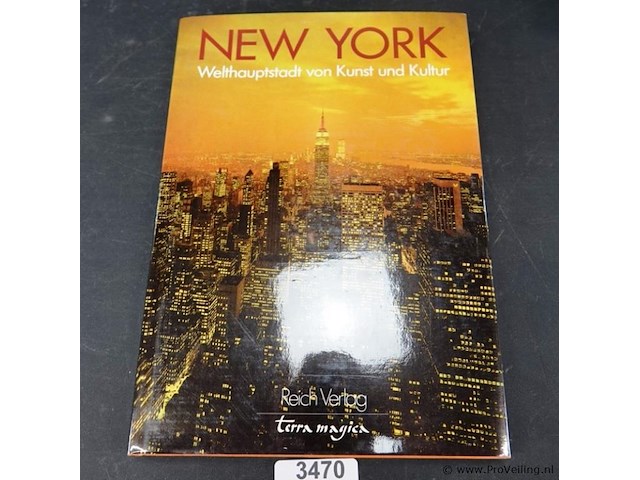 NEW YORK
Welthauptstadt von Kunst und Kultur
Reich Verlag
terra magica
3470
© www.ProVeiling.nl